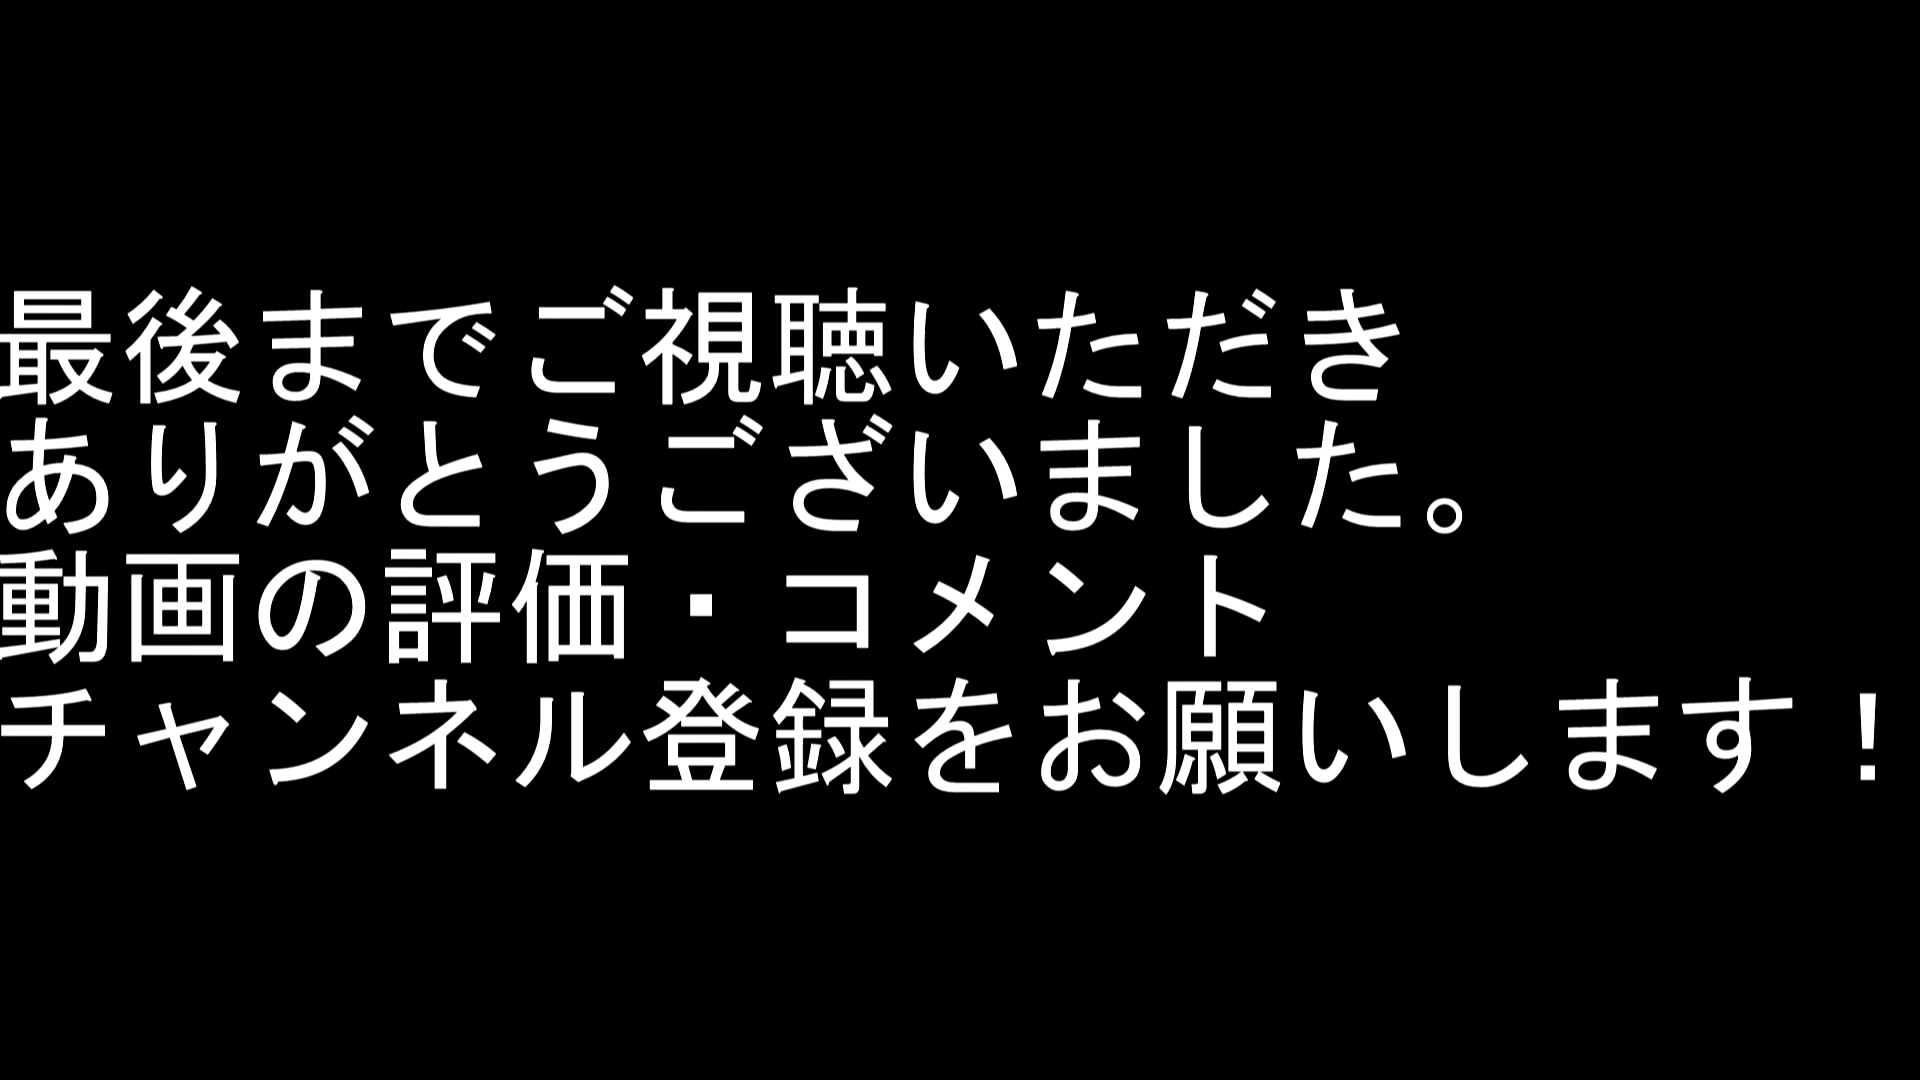 最後までご視聴いただき
ありがとうございました。
動画の評価・コメント
チャンネル登録をお願いします！